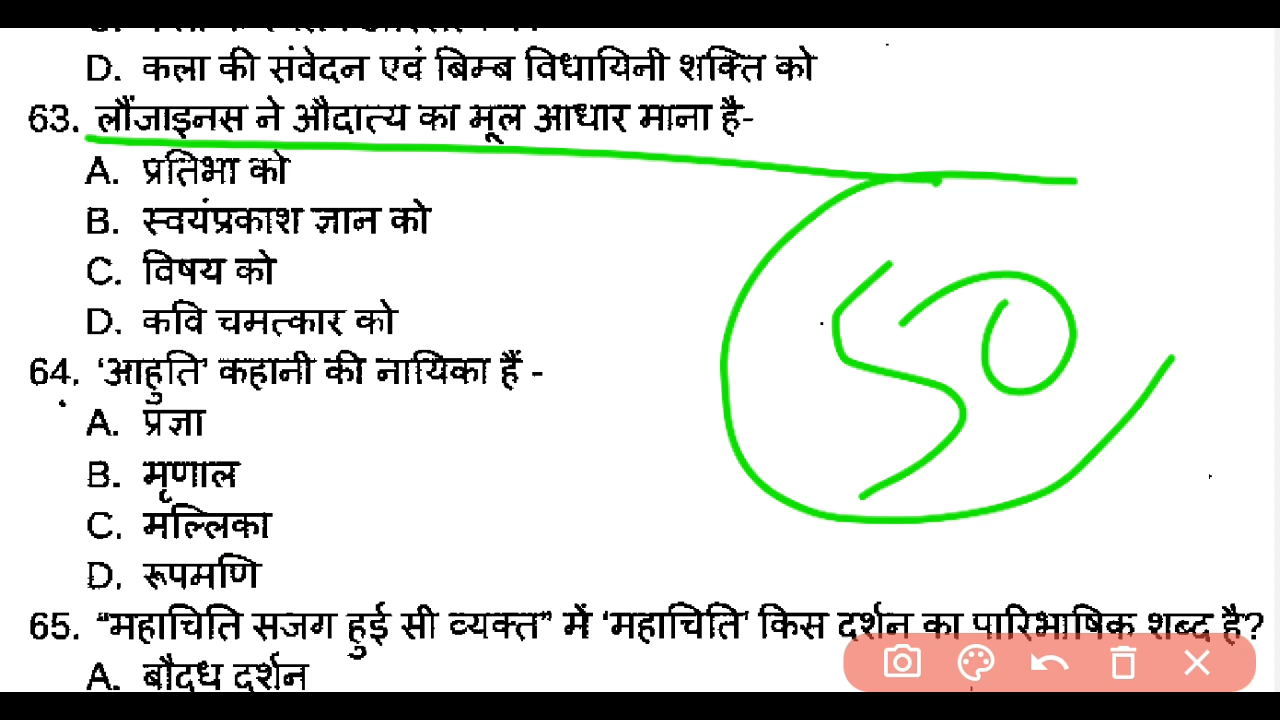 D. कला की संवेदन एवं बिम्ब विधायिनी शक्ति को
63. लौंजाइनस ने औदात्य का मूल आधार माना है-
A. प्रतिभा को
B. स्वयंप्रकाश ज्ञान को
C. विषय को
D. कवि चमत्कार को
50
64. ‘आहुति’ कहानी की नायिका हैं -
A. प्रज्ञा
B. मृणाल
C. मल्लिका
D. रूपमणि
65. “महाचिति सजग हुई सी व्यक्त” में ‘महाचिति’ किस दर्शन का पारिभाषिक शब्द है?
A. बौद्ध दर्शन